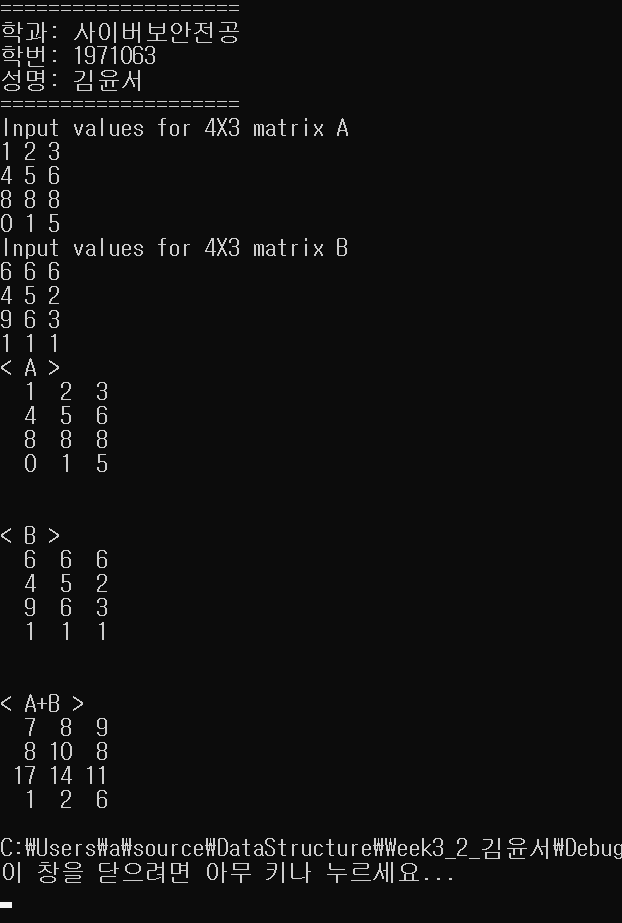 ====================
학과: 사이버보안전공
학번: 1971063
성명: 김윤서
====================
Input values for 4X3 matrix A
1 2 3
4 5 6
8 8 8
0 1 5
Input values for 4X3 matrix B
6 6 6
4 5 2
9 6 3
1 1 1
< A >
  1  2  3
  4  5  6
  8  8  8
  0  1  5
< B >
  6  6  6
  4  5  2
  9  6  3
  1  1  1
< A+B >
  7  8  9
  8 10  8
 17 14 11
  1  2  6
C:₩Users₩a₩source₩DataStructure₩Week3_2_김윤서₩Debug
이 창을 닫으려면 아무 키나 누르세요...